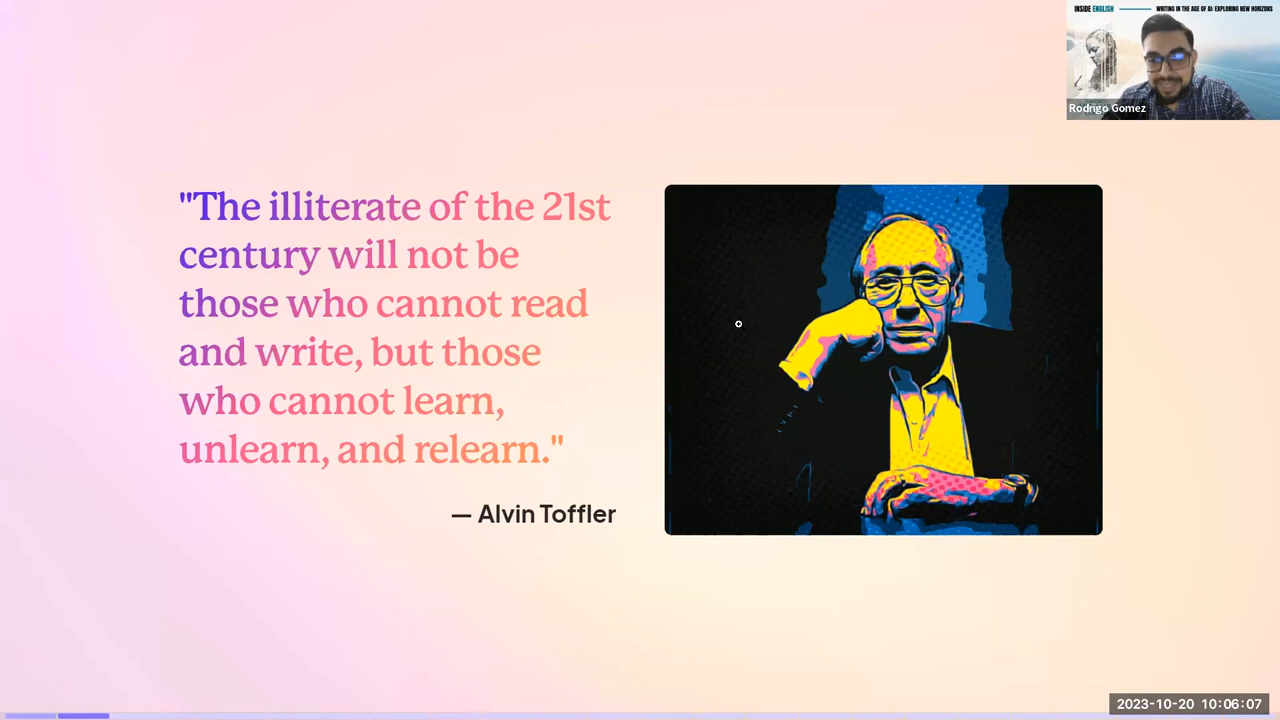 INSIDE ENGLISH
WRITING IN THE AGE OF AI: EXPLORING NEW HORIZONS
Rodrigo Gomez
"The illiterate of the 21st
century will not be
those who cannot read
and write, but those
who cannot learn,
unlearn, and relearn."
— Alvin Toffler
2023-10-20 10:06:07